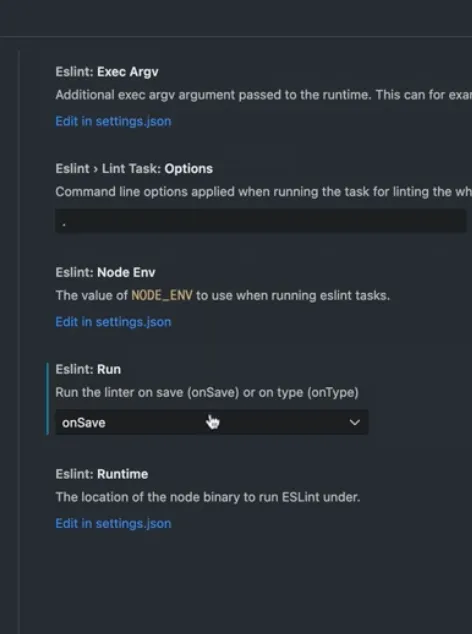 Eslint: Exec Argv
Additional exec argv argument passed to the runtime. This can for
Edit in settings.json
Eslint › Lint Task: Options
Command line options applied when running the task for linting the
.
Eslint: Node Env
The value of NODE_ENV to use when running eslint tasks.
Edit in settings.json
Eslint: Run
Run the linter on save (onSave) or on type (onType)
onSave
Eslint: Runtime
The location of the node binary to run ESLint under.
Edit in settings.json